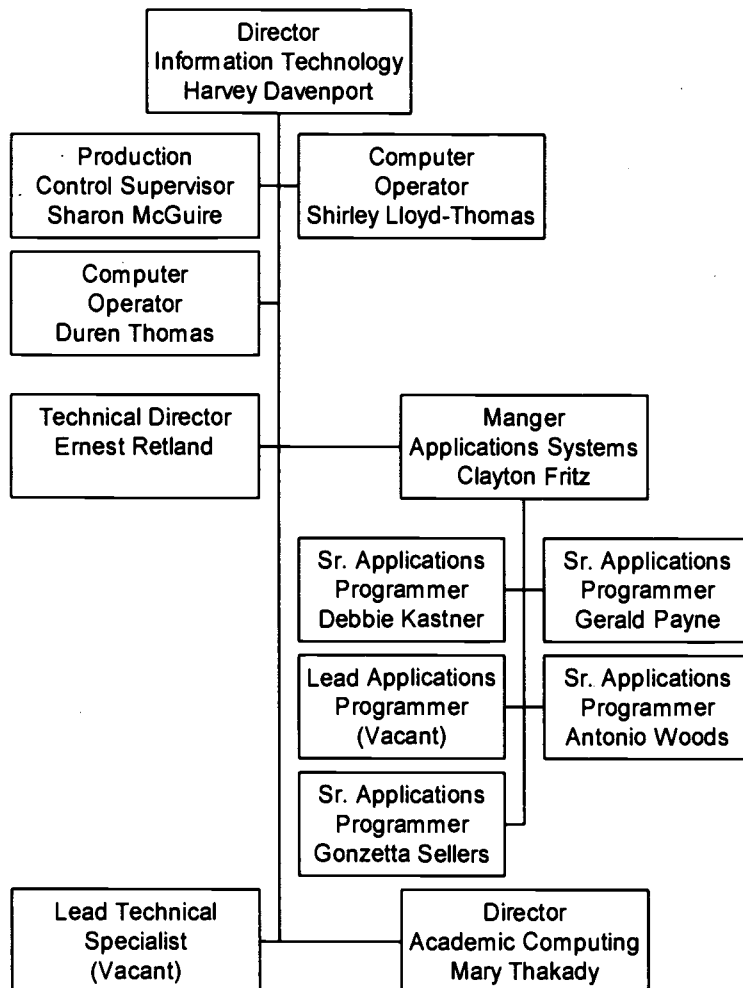 Director
Information Technology
Harvey Davenport
Production
Control Supervisor
Sharon McGuire
Computer
Operator
Shirley Lloyd-Thomas
Computer
Operator
Duren Thomas
Technical Director
Ernest Retland
Manger
Applications Systems
Clayton Fritz
Sr. Applications
Programmer
Debbie Kastner
Sr. Applications
Programmer
Gerald Payne
Lead Applications
Programmer
(Vacant)
Sr. Applications
Programmer
Antonio Woods
Sr. Applications
Programmer
Gonzetta Sellers
Lead Technical
Specialist
(Vacant)
Director
Academic Computing
Mary Thakady